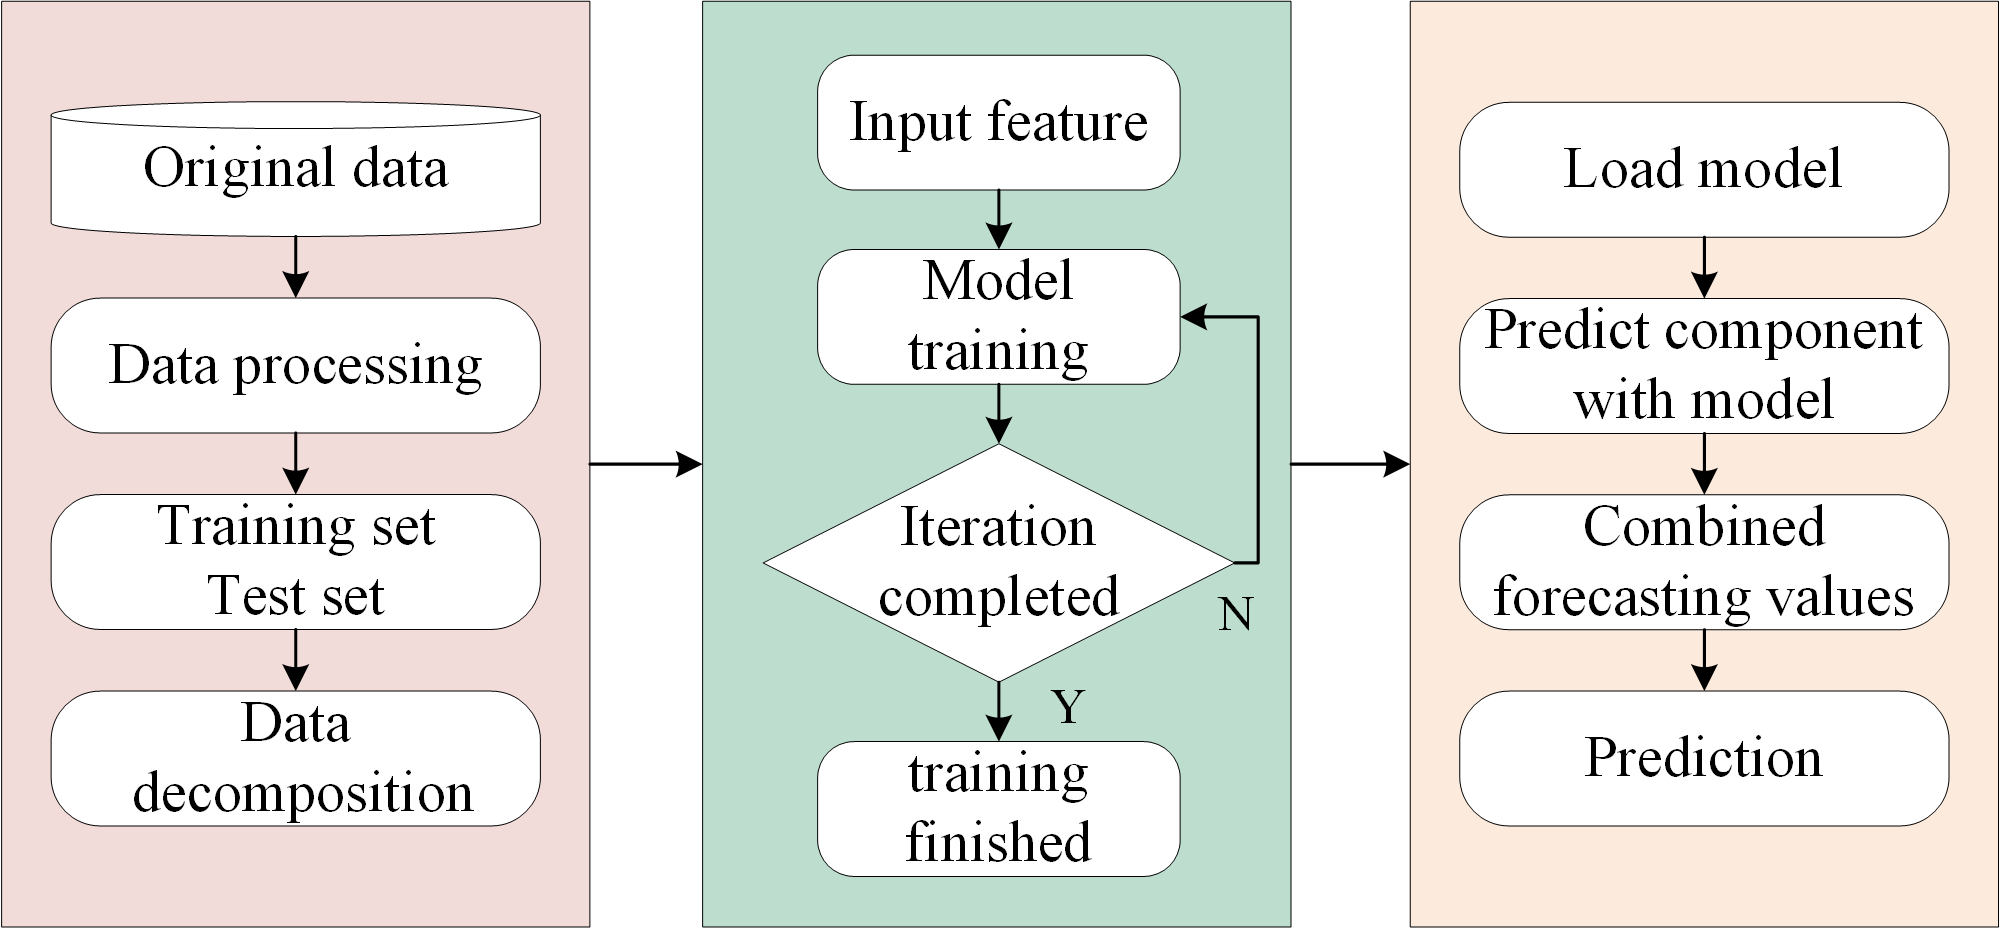 Original data
Data processing
Training set
Test set
Data
decomposition
Input feature
Model
training
Iteration
completed
N
Y
training
finished
Load model
Predict component
with model
Combined
forecasting values
Prediction